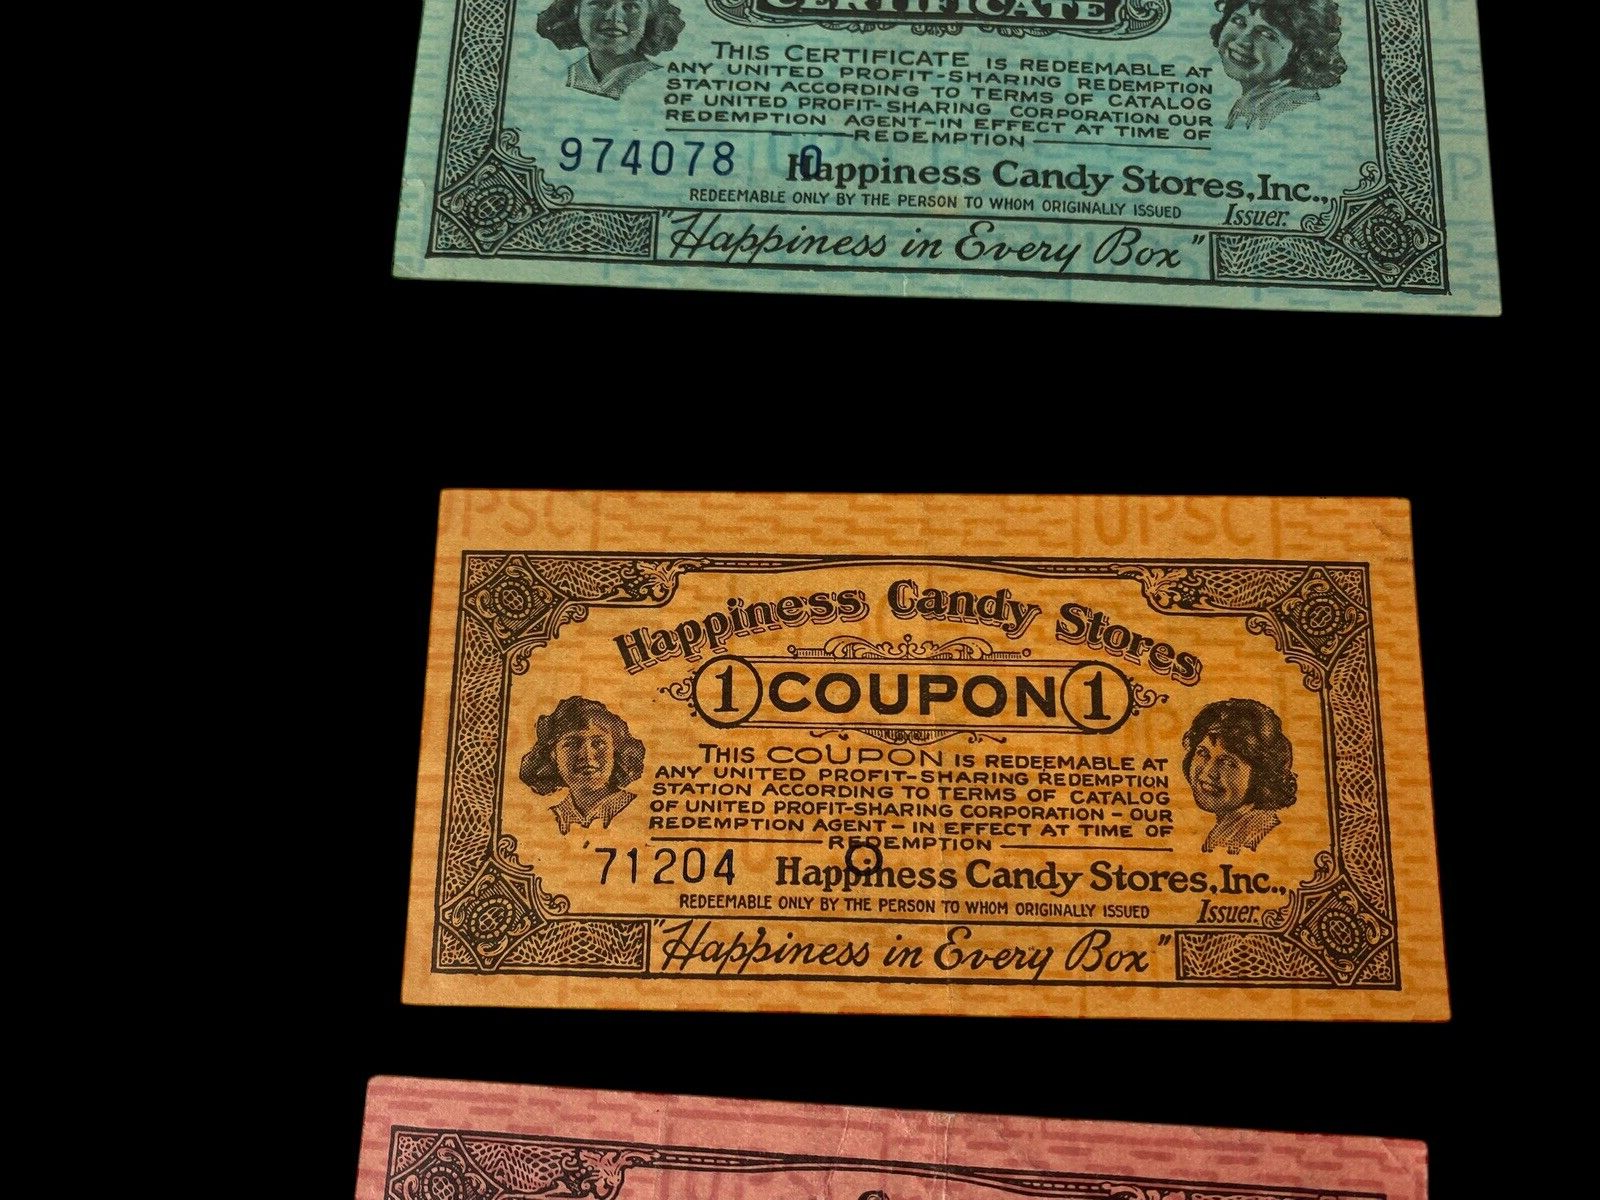 CERTIFICATE
THIS CERTIFICATE IS REDEEMABLE AT
ANY UNITED PROFIT-SHARING REDEMPTION
STATION ACCORDING TO TERMS OF CATALOG
OF UNITED PROFIT-SHARING CORPORATION OUR
REDEMPTION AGENT-IN EFFECT AT TIME OF
REDEMPTION
974078 0 Happiness Candy Stores, Inc.,
REDEEMABLE ONLY BY THE PERSON TO WHOM ORIGINALLY ISSUED Issuer.
"Happiness in Every Box"
UPSC UPSC
Happiness Candy Stores
1 COUPON 1
THIS COUPON IS REDEEMABLE AT
ANY UNITED PROFIT-SHARING REDEMPTION
STATION ACCORDING TO TERMS OF CATALOG
OF UNITED PROFIT-SHARING CORPORATION - OUR
REDEMPTION AGENT - IN EFFECT AT TIME OF
REDEMPTION
71204 O Happiness Candy Stores, Inc.,
REDEEMABLE ONLY BY THE PERSON TO WHOM ORIGINALLY ISSUED Issuer.
"Happiness in Every Box"